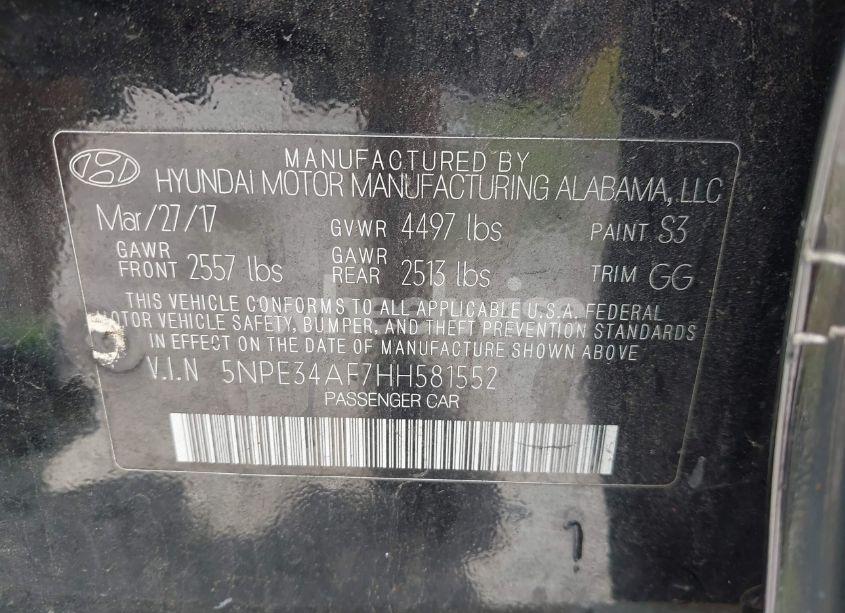 MANUFACTURED BY
HYUNDAI MOTOR MANUFACTURING ALABAMA, LLC
Mar/27/17 GVWR 4497 lbs PAINT S3
GAWR FRONT 2557 lbs GAWR REAR 2513 lbs TRIM GG
THIS VEHICLE CONFORMS TO ALL APPLICABLE U.S.A. FEDERAL
MOTOR VEHICLE SAFETY, BUMPER, AND THEFT PREVENTION STANDARDS
IN EFFECT ON THE DATE OF MANUFACTURE SHOWN ABOVE.
V.I.N 5NPE34AF7HH581552
PASSENGER CAR